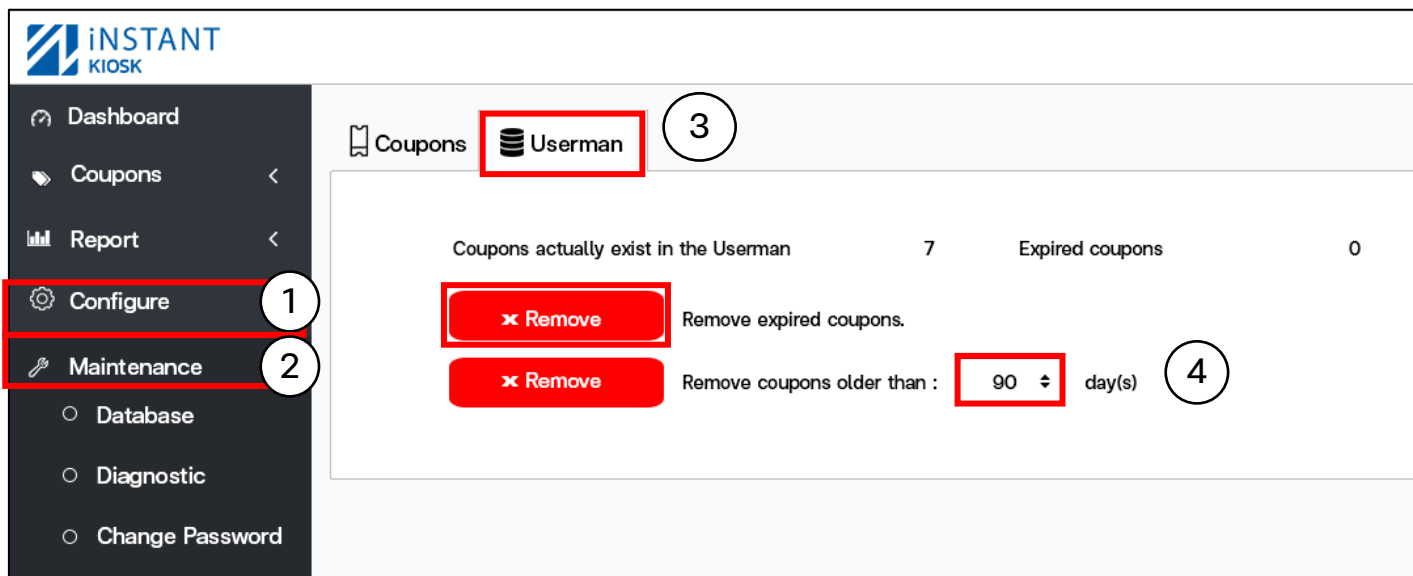 iNSTANT
KIOSK
Dashboard
Coupons
Report
Configure 1
Maintenance 2
Database
Diagnostic
Change Password
Coupons Userman 3
Coupons actually exist in the Userman 7 Expired coupons 0
Remove Remove expired coupons.
Remove Remove coupons older than : 90 day(s) 4